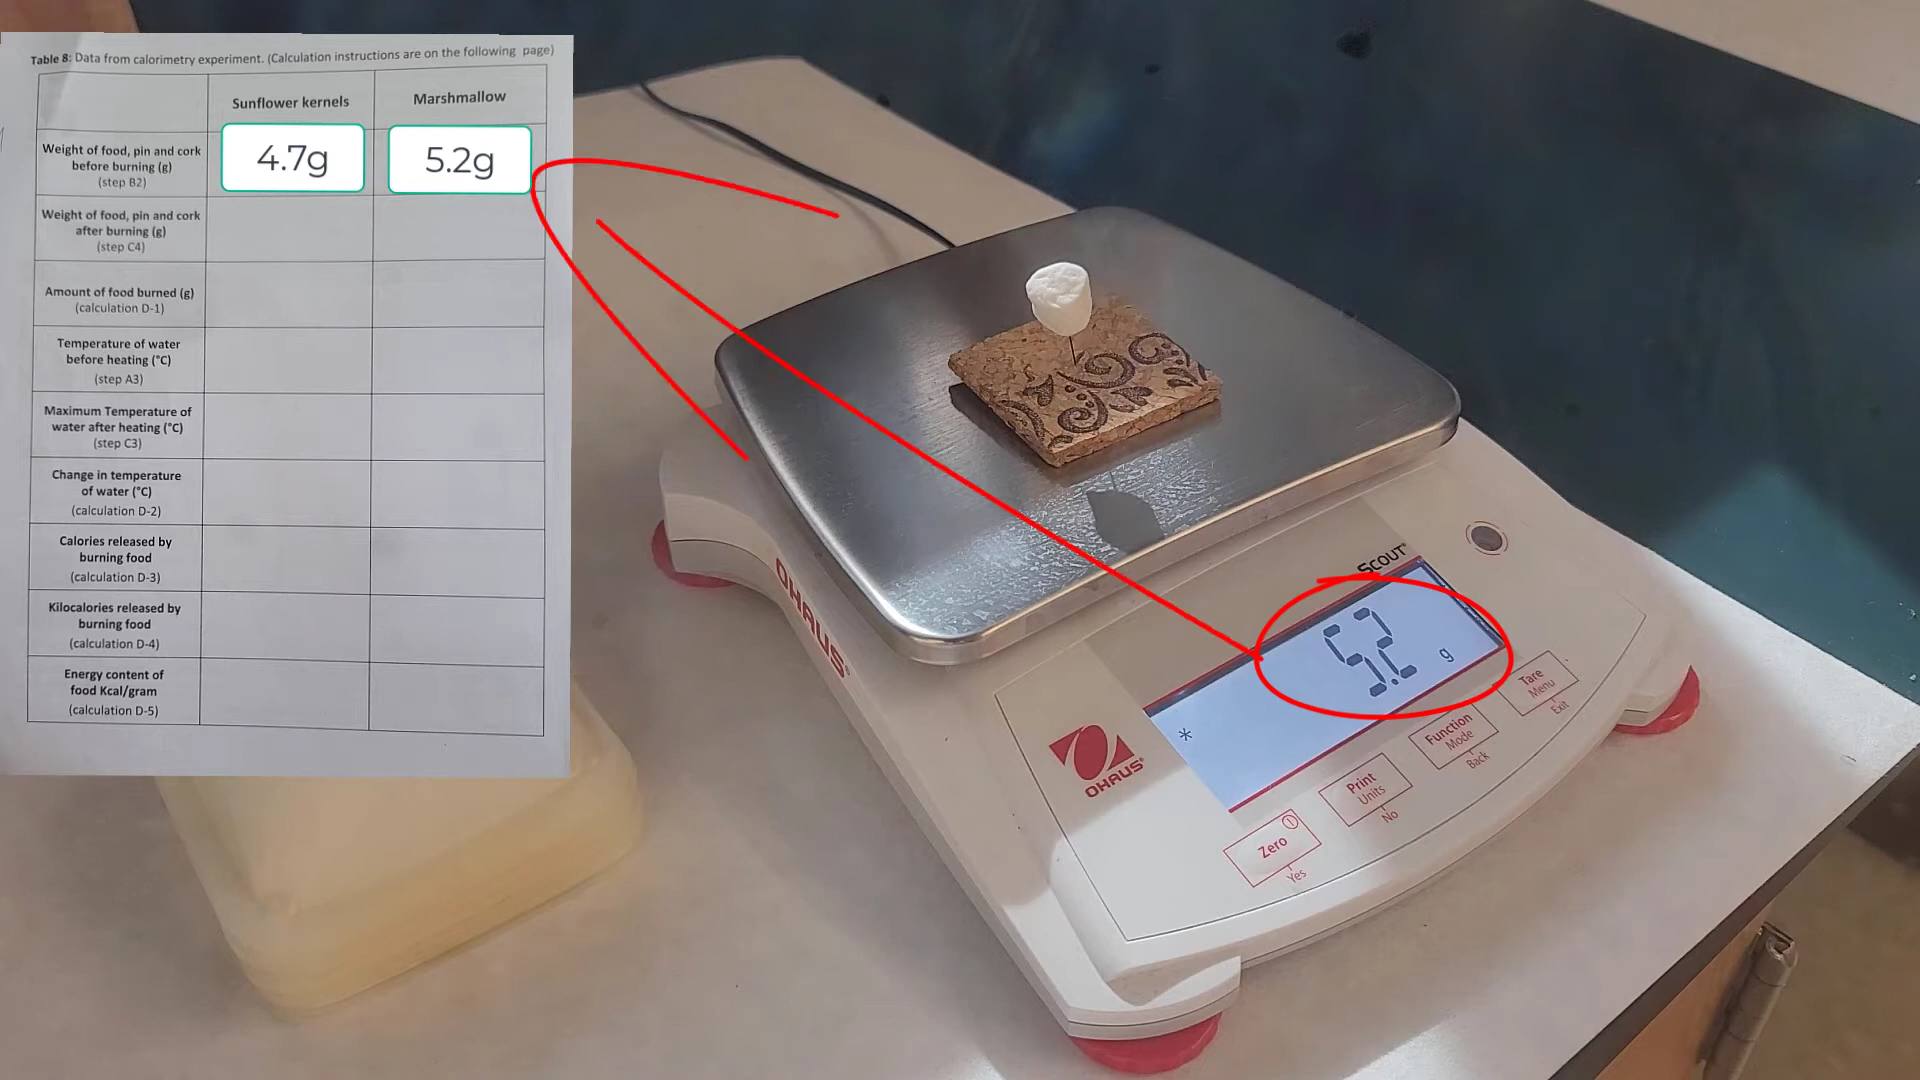 Table 8: Data from calorimetry experiment. (Calculation instructions are on the following page)
Sunflower kernels
Marshmallow
Weight of food, pin and cork
before burning (g)
(step B2)
4.7g
5.2g
Weight of food, pin and cork
after burning (g)
(step C4)
Amount of food burned (g)
(calculation D-1)
Temperature of water
before heating (°C)
(step A3)
Maximum Temperature of
water after heating (°C)
(step C3)
Change in temperature
of water (°C)
(calculation D-2)
Calories released by
burning food
(calculation D-3)
Kilocalories released by
burning food
(calculation D-4)
Energy content of
food Kcal/gram
(calculation D-5)
OHAUS®
SCOUT®
* 5.2 g
OHAUS®
Zero
Yes
Print
Units
No
Function
Mode
Back
Tare
Menu
Exit